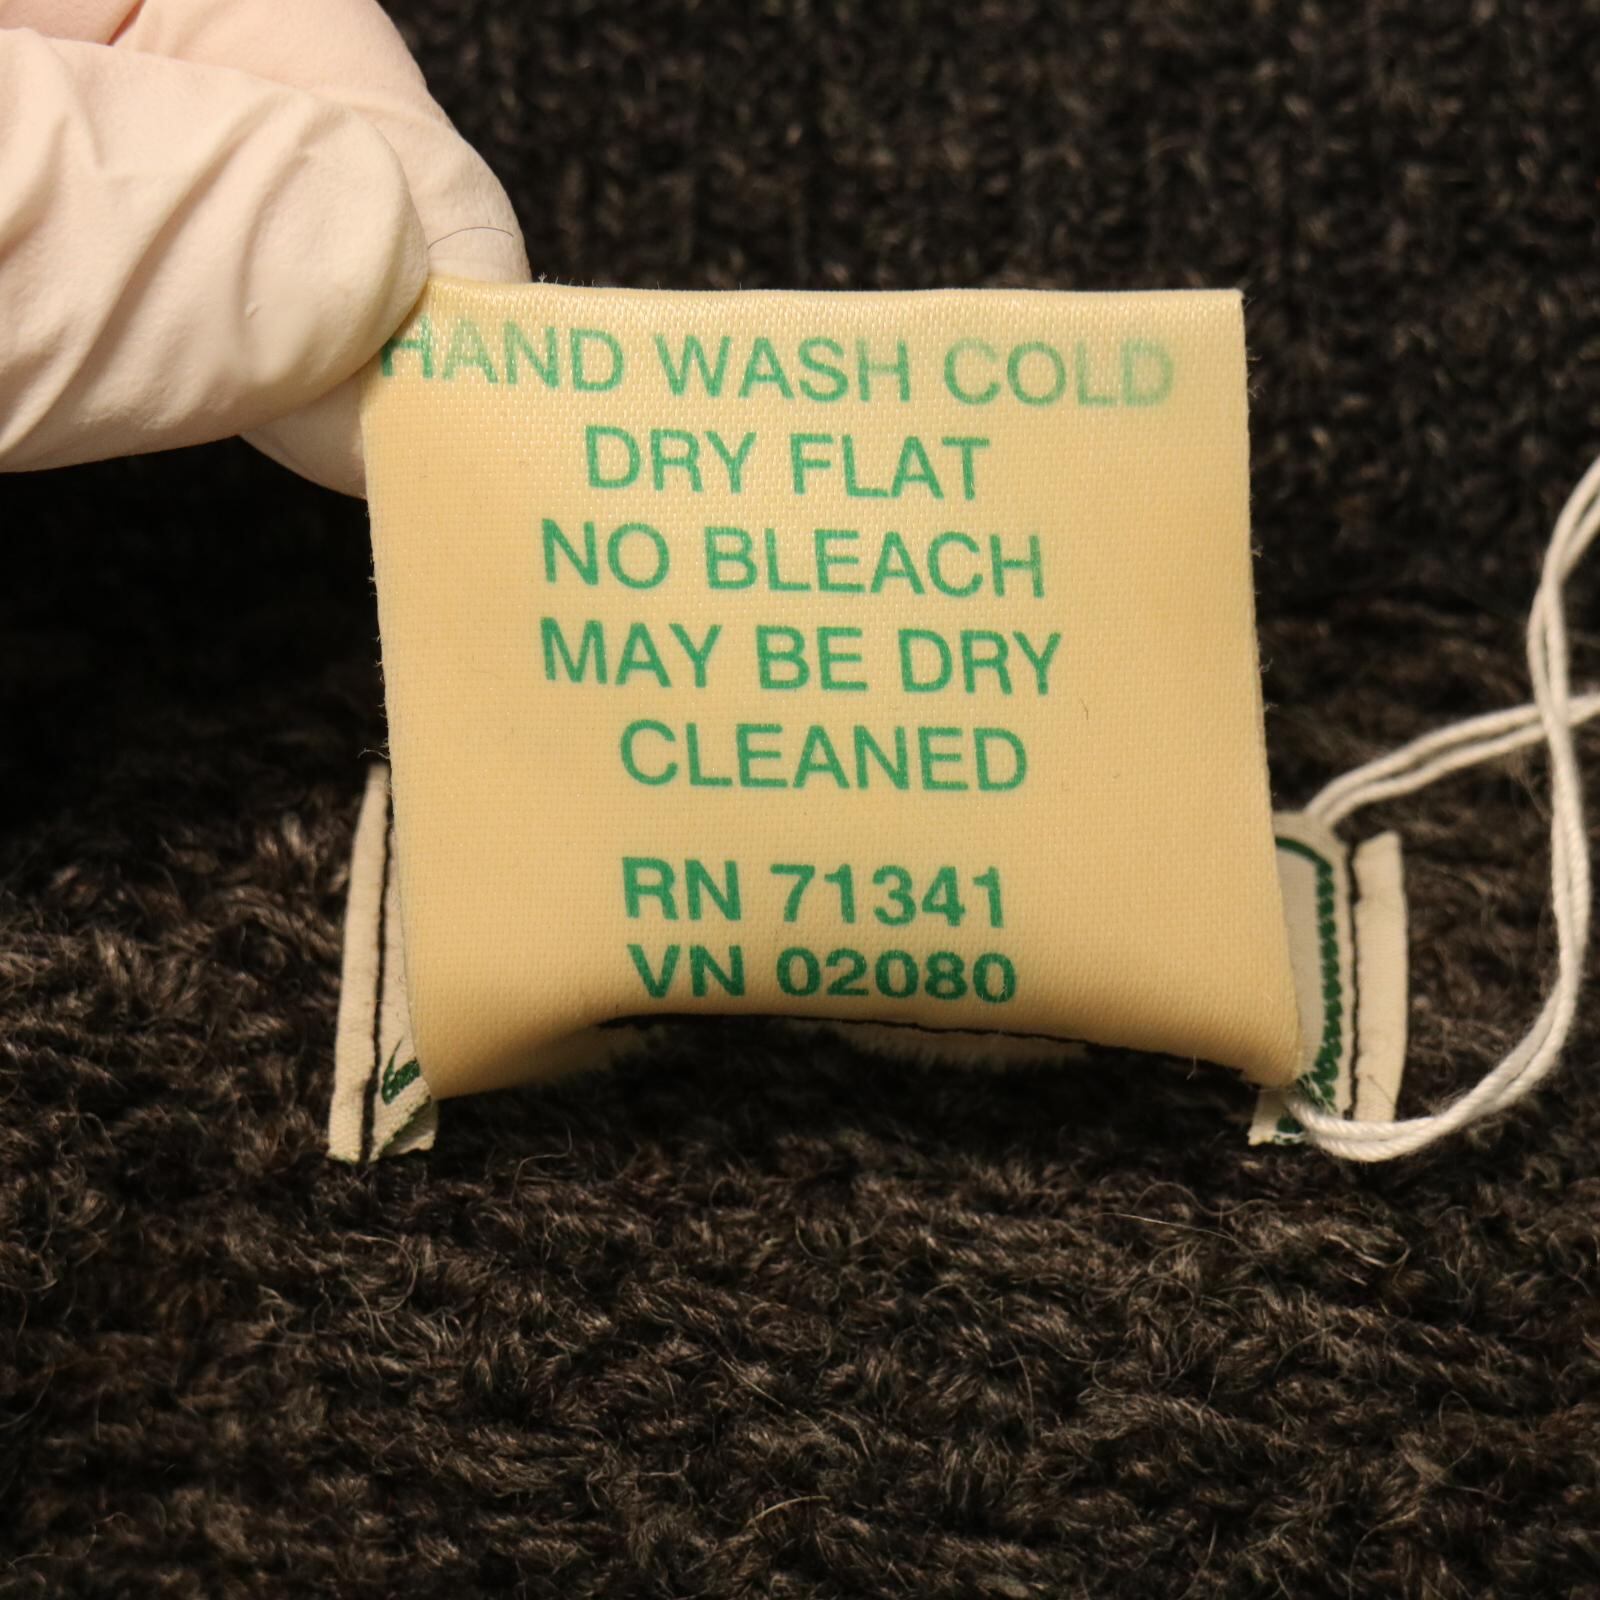 HAND WASH COLD
DRY FLAT
NO BLEACH
MAY BE DRY
CLEANED
RN 71341
VN 02080